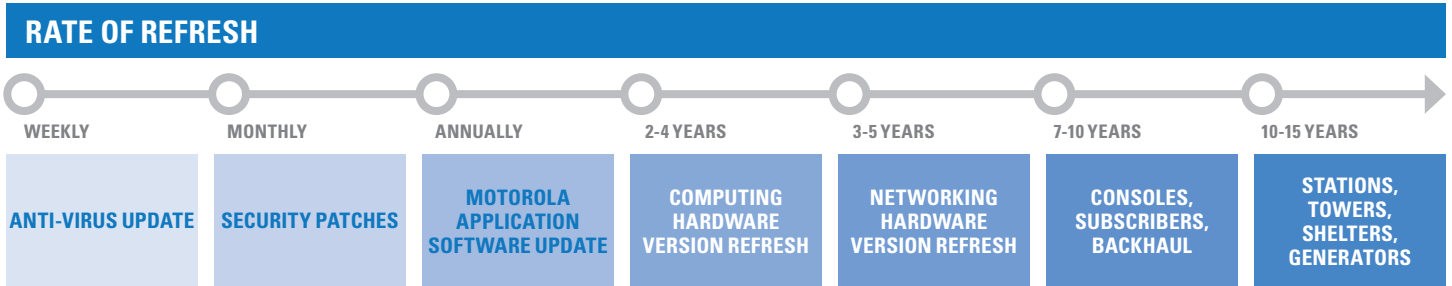 RATE OF REFRESH
WEEKLY
MONTHLY
ANNUALLY
2-4 YEARS
3-5 YEARS
7-10 YEARS
10-15 YEARS
ANTI-VIRUS UPDATE
SECURITY PATCHES
MOTOROLA
APPLICATION
SOFTWARE UPDATE
COMPUTING
HARDWARE
VERSION REFRESH
NETWORKING
HARDWARE
VERSION REFRESH
CONSOLES,
SUBSCRIBERS,
BACKHAUL
STATIONS,
TOWERS,
SHELTERS,
GENERATORS